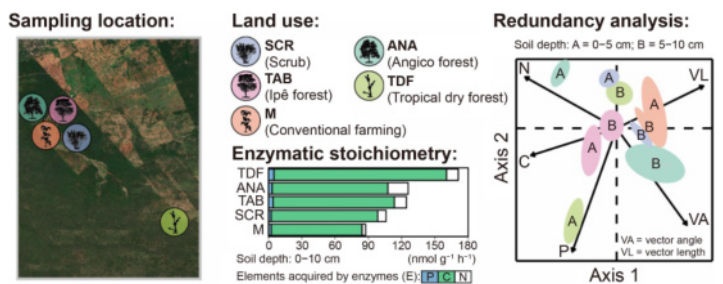 Sampling location:
Land use:
SCR
(Scrub)
ANA
(Angico forest)
TAB
(Ipê forest)
TDF
(Tropical dry forest)
M
(Conventional farming)
Enzymatic stoichiometry:
TDF
ANA
TAB
SCR
M
0 30 60 90 120 150 180
Soil depth: 0–10 cm (nmol g⁻¹ h⁻¹)
Elements acquired by enzymes (E): P C N
Redundancy analysis:
Soil depth: A = 0–5 cm; B = 5–10 cm
N A A VL
B A
B B
B
C A B
A VA
P
VA = vector angle
VL = vector length
Axis 2
Axis 1